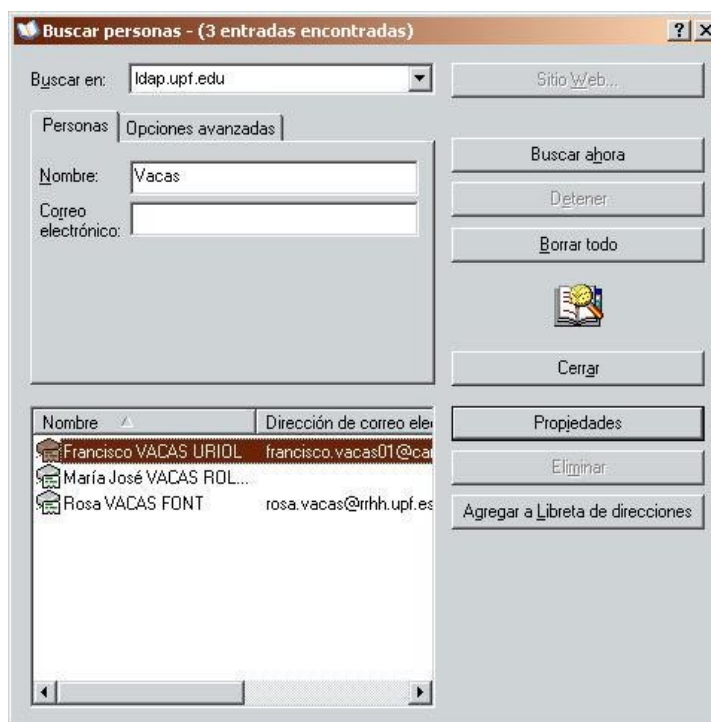 Buscar personas - (3 entradas encontradas)
Buscar en: ldap.upf.edu
Sitio Web...
Personas Opciones avanzadas
Nombre: Vacas
Correo electrónico:
Buscar ahora
Detener
Borrar todo
Cerrar
Nombre Dirección de correo ele
Francisco VACAS URIOL francisco.vacas01@ca
María José VACAS ROL...
Rosa VACAS FONT rosa.vacas@rrhh.upf.es
Propiedades
Eliminar
Agregar a Libreta de direcciones